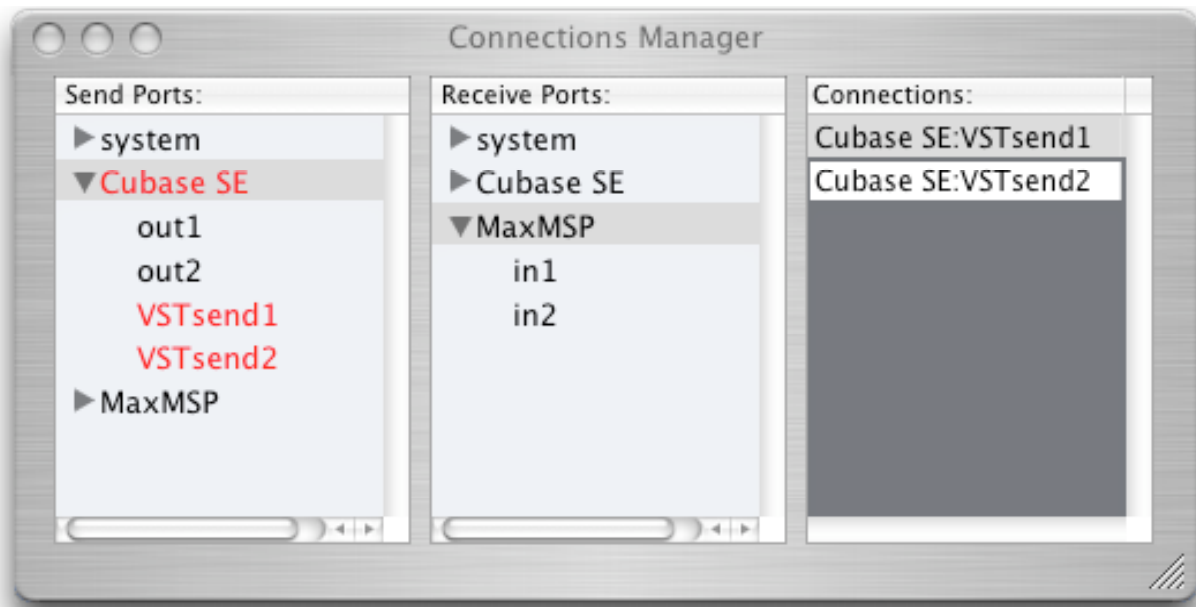 Connections Manager
Send Ports:
system
Cubase SE
out1
out2
VSTsend1
VSTsend2
MaxMSP
Receive Ports:
system
Cubase SE
MaxMSP
in1
in2
Connections:
Cubase SE:VSTsend1
Cubase SE:VSTsend2